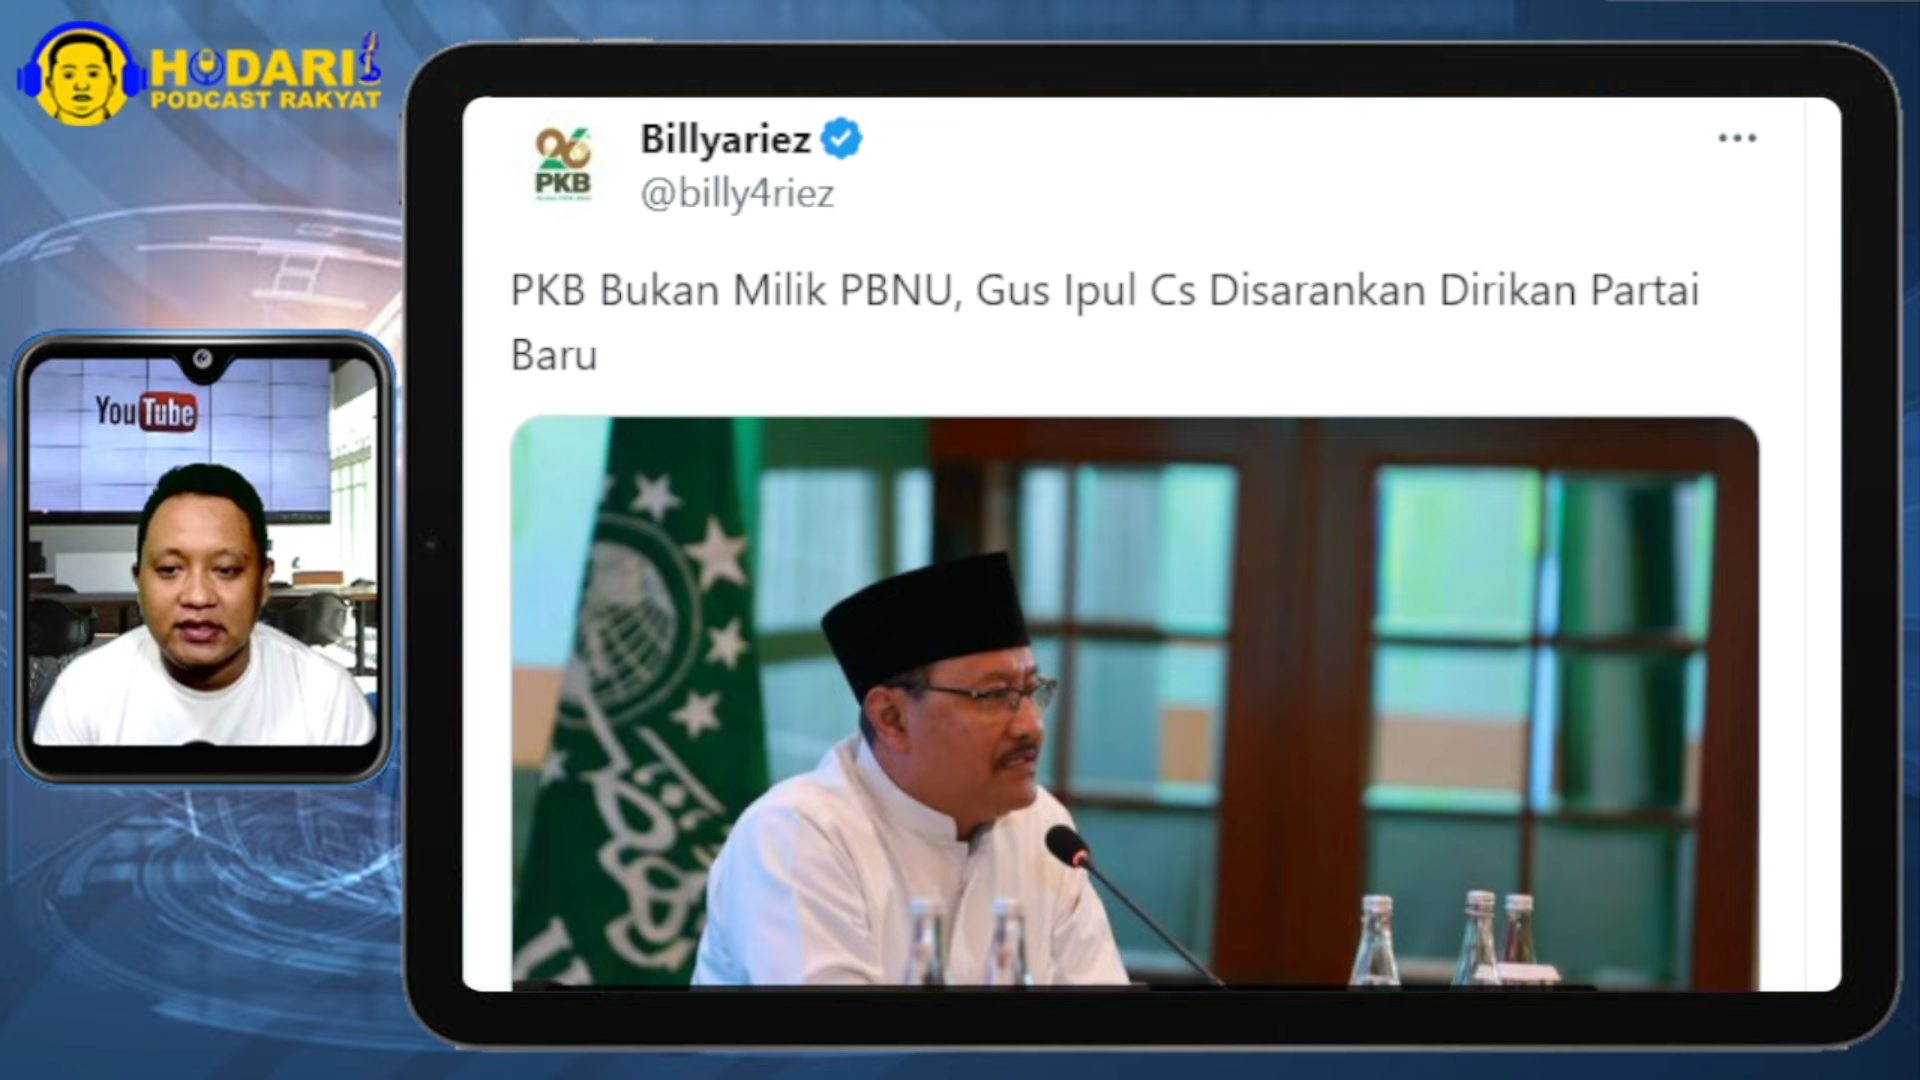 HODARI
PODCAST RAKYAT
YouTube
PKB
Billyariez
@billy4riez
PKB Bukan Milik PBNU, Gus Ipul Cs Disarankan Dirikan Partai
Baru